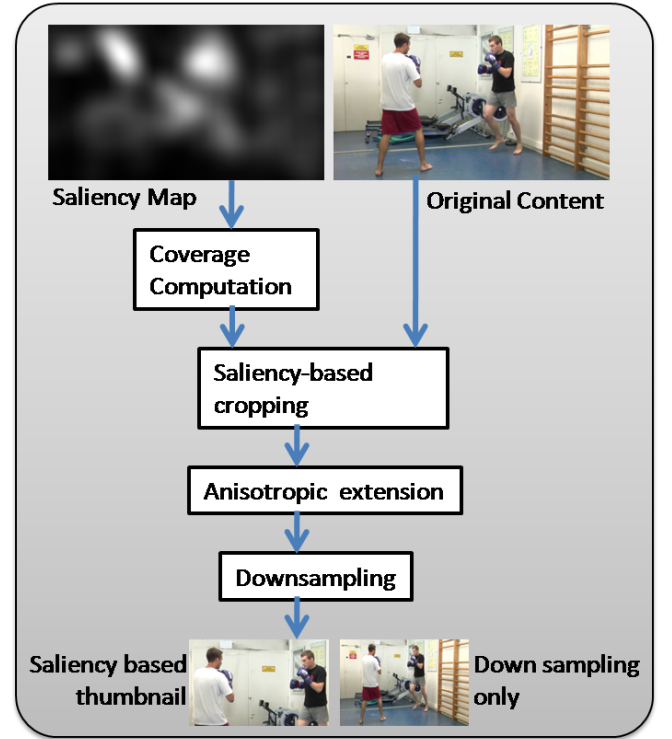 Saliency Map
Original Content
Coverage
Computation
Saliency-based
cropping
Anisotropic extension
Downsampling
Saliency based
thumbnail
Down sampling
only